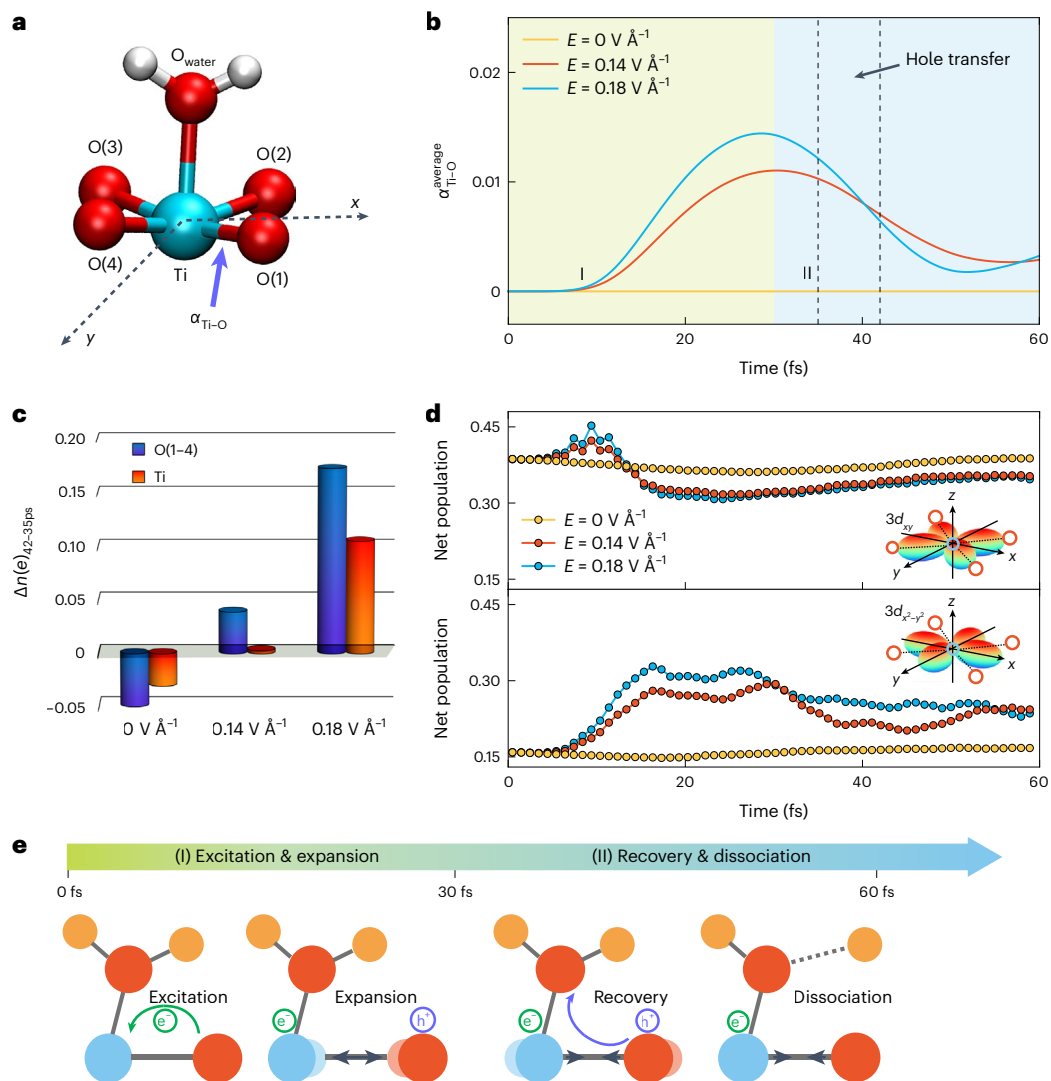 a
O_water
O(3)
O(2)
x
O(4)
Ti
O(1)
α_Ti–O
y
b
E = 0 V Å⁻¹
E = 0.14 V Å⁻¹
E = 0.18 V Å⁻¹
Hole transfer
α_Ti–O^average
0.02
0.01
0
I
II
0
20
40
60
Time (fs)
c
Δn(e)_42–35ps
0.20
0.15
0.10
0.05
0
−0.05
O(1–4)
Ti
0 V Å⁻¹
0.14 V Å⁻¹
0.18 V Å⁻¹
d
Net population
0.45
0.30
0.15
E = 0 V Å⁻¹
E = 0.14 V Å⁻¹
E = 0.18 V Å⁻¹
3d_xy
z
x
y
Net population
0.45
0.30
0.15
3d_x²−y²
z
x
y
0
20
40
60
Time (fs)
e
(I) Excitation & expansion
(II) Recovery & dissociation
0 fs
30 fs
60 fs
Excitation
e⁻
Expansion
e⁻
h⁺
Recovery
e⁻
h⁺
Dissociation
e⁻